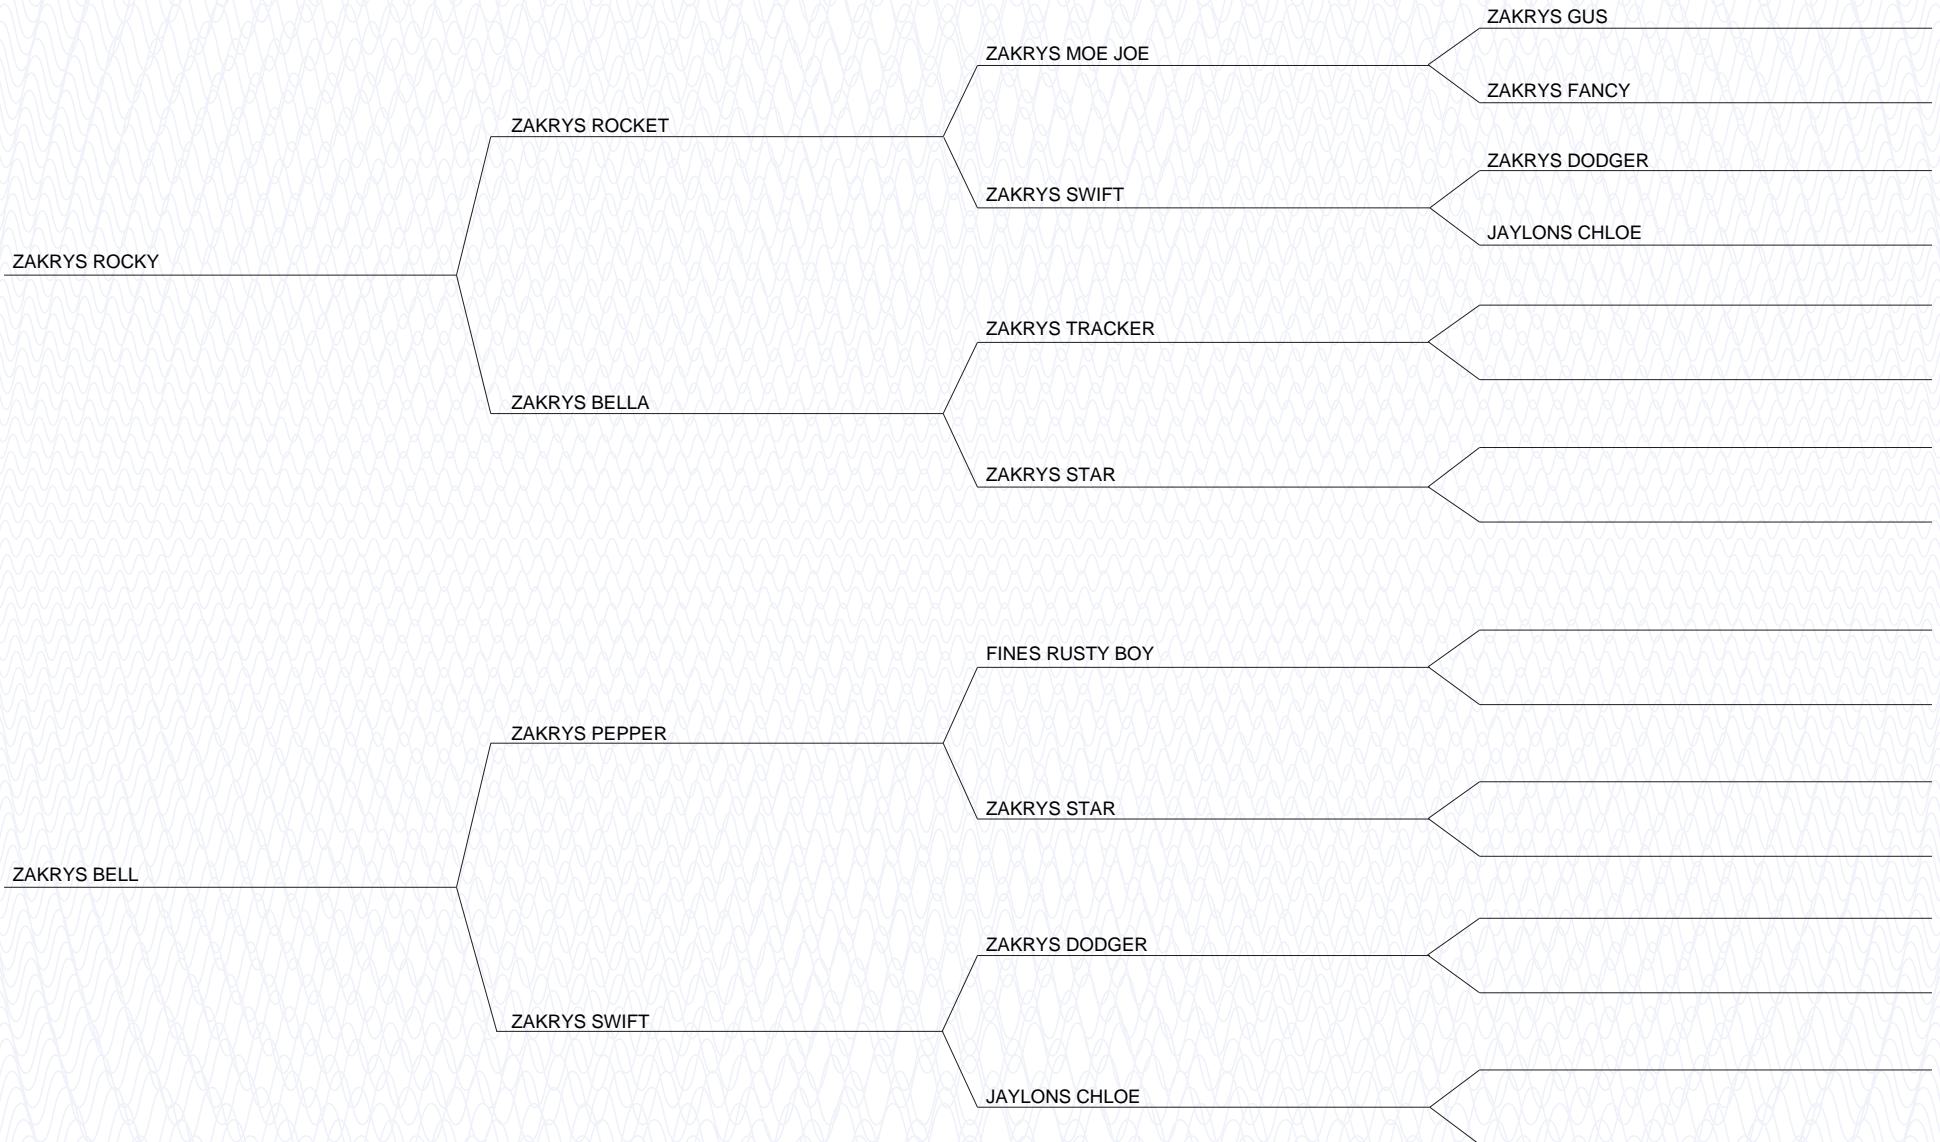 ZAKRYS GUS
ZAKRYS MOE JOE
ZAKRYS FANCY
ZAKRYS ROCKET
ZAKRYS DODGER
ZAKRYS SWIFT
JAYLONS CHLOE
ZAKRYS ROCKY
ZAKRYS TRACKER
ZAKRYS BELLA
ZAKRYS STAR
FINES RUSTY BOY
ZAKRYS PEPPER
ZAKRYS STAR
ZAKRYS BELL
ZAKRYS DODGER
ZAKRYS SWIFT
JAYLONS CHLOE